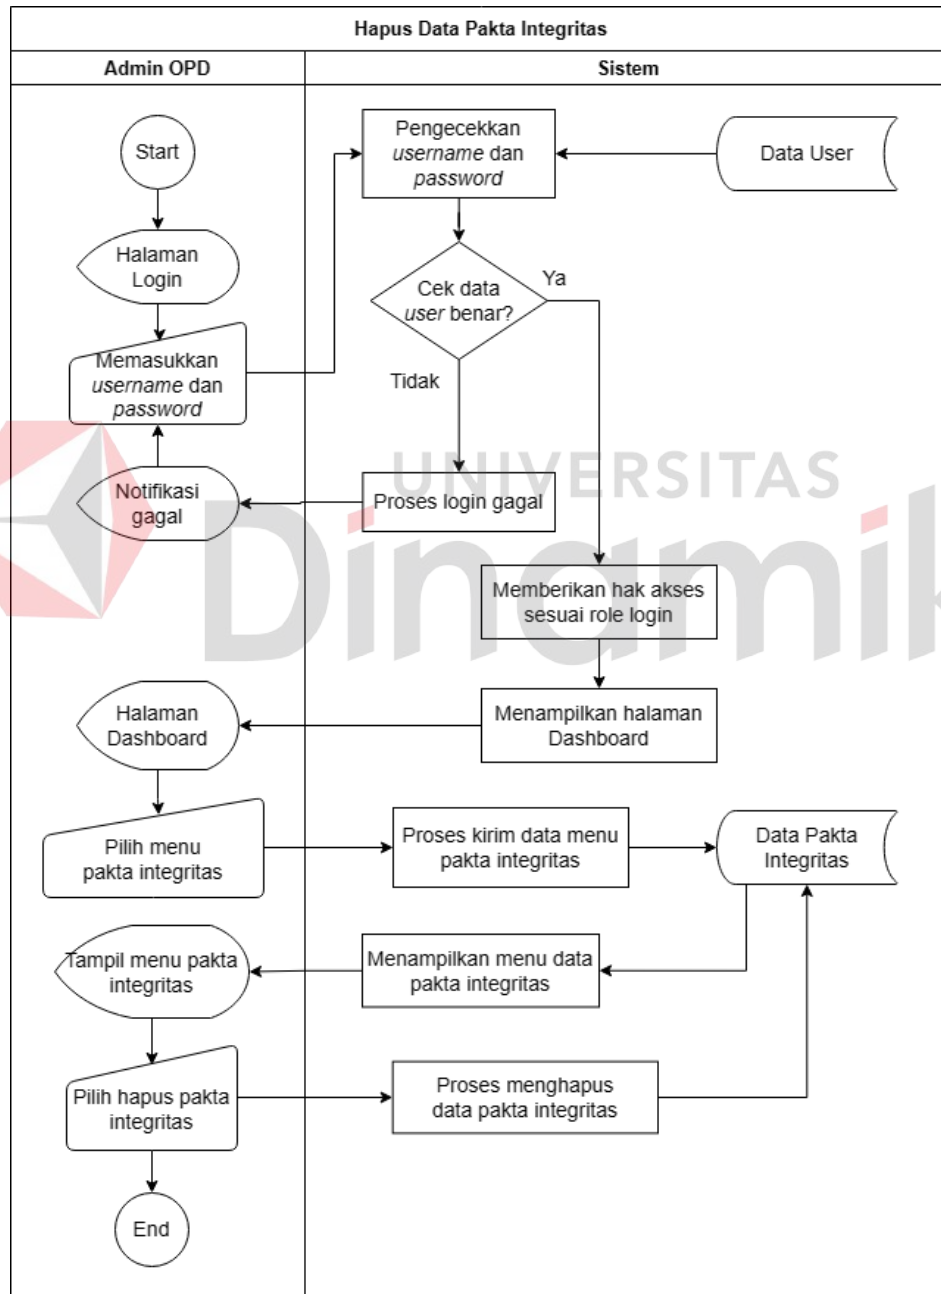 Hapus Data Pakta Integritas
Admin OPD
Sistem
Start
Pengecekkan
username dan
password
Data User
Halaman
Login
Cek data
user benar?
Ya
Tidak
Memasukkan
username dan
password
UNIVERSITAS
Dinamik
Notifikasi
gagal
Proses login gagal
Memberikan hak akses
sesuai role login
Halaman
Dashboard
Menampilkan halaman
Dashboard
Pilih menu
pakta integritas
Proses kirim data menu
pakta integritas
Data Pakta
Integritas
Tampil menu pakta
integritas
Menampilkan menu data
pakta integritas
Pilih hapus pakta
integritas
Proses menghapus
data pakta integritas
End